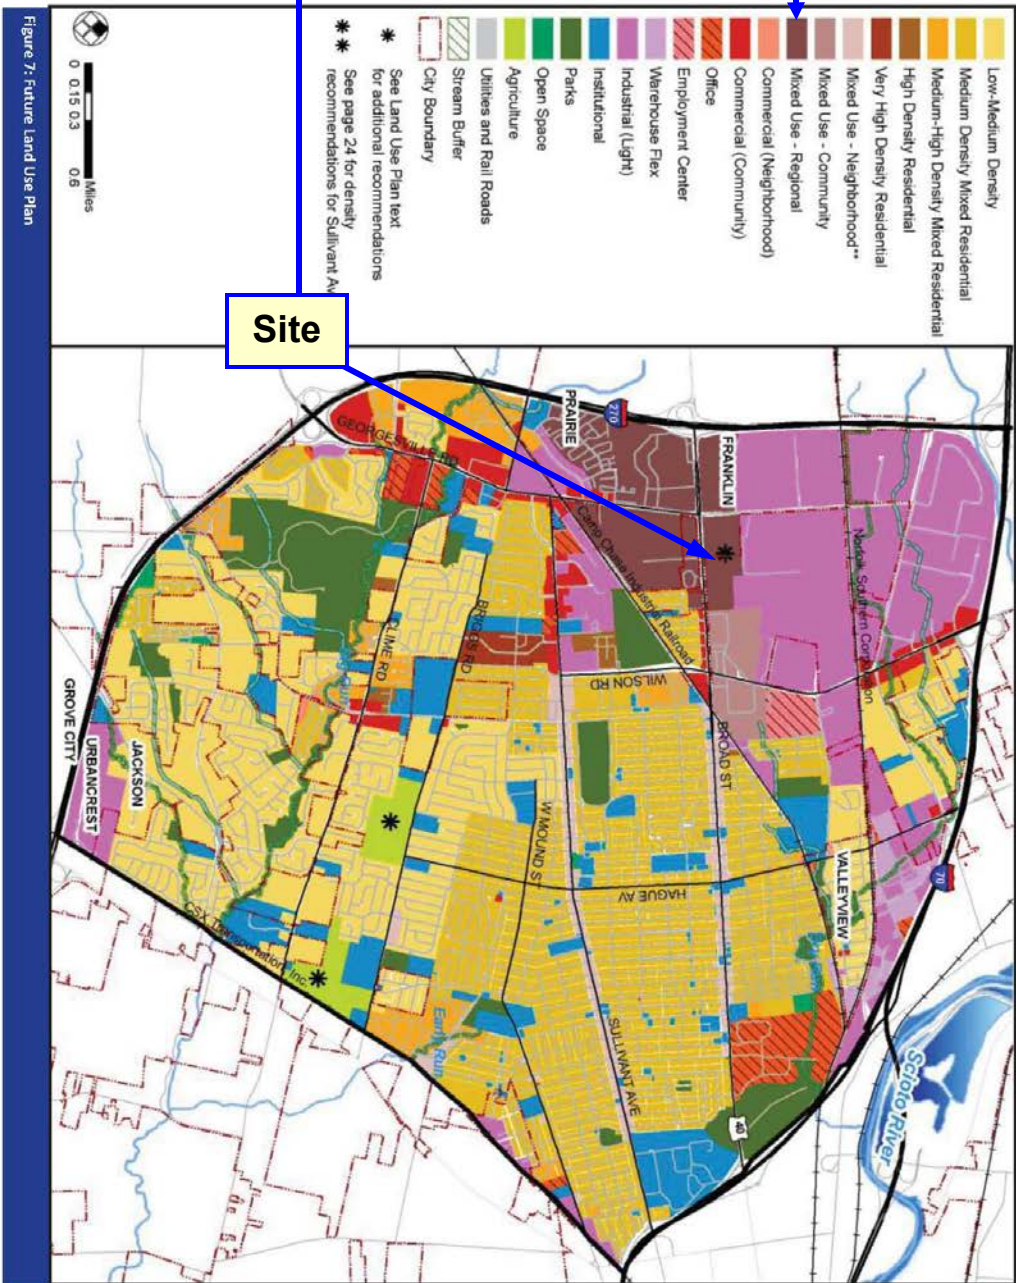 Low-Medium Density
Medium Density Mixed Residential
Medium-High Density Mixed Residential
High Density Residential
Very High Density Residential
Mixed Use - Neighborhood**
Mixed Use - Community
Mixed Use - Regional
Commercial (Neighborhood)
Commercial (Community)
Office
Employment Center
Warehouse Flex
Industrial (Light)
Institutional
Parks
Open Space
Agriculture
Utilities and Rail Roads
Stream Buffer
City Boundary
* See Land Use Plan text
for additional recommendations
** See page 24 for density
recommendations for Sullivant Av
0 0.15 0.3 0.6
Miles
Figure 7: Future Land Use Plan
Site
270
PRAIRIE
FRANKLIN
GEORGESVILLE RD
Camp Chase Industrial Railroad
Norfolk Southern Corporation
BRIGGS RD
CLIME RD
WILSON RD
BROAD ST
W MOUND ST
HAGUE AV
VALLEYVIEW
70
Scioto River
GROVE CITY
URBANCREST
JACKSON
CSX Transportation Inc.
Early Run
SULLIVANT AVE
40